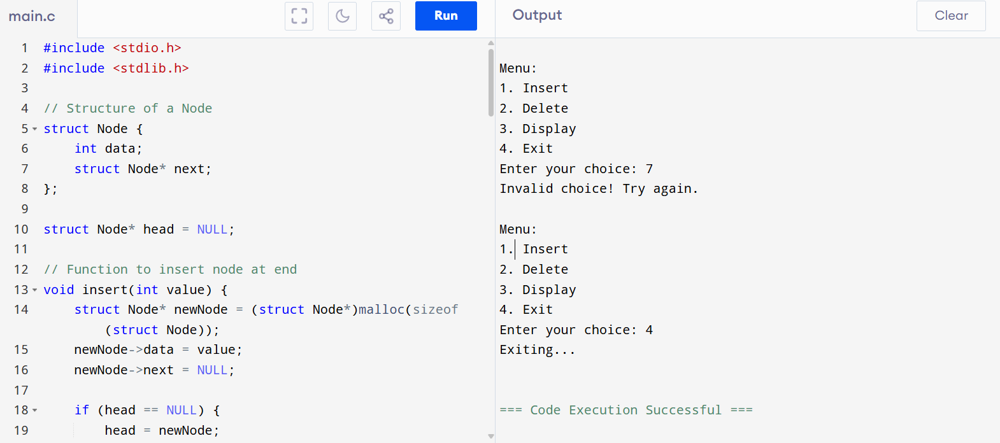 main.c
Run
1 #include <stdio.h>
2 #include <stdlib.h>
3
4 // Structure of a Node
5 struct Node {
6     int data;
7     struct Node* next;
8 };
9
10 struct Node* head = NULL;
11
12 // Function to insert node at end
13 void insert(int value) {
14     struct Node* newNode = (struct Node*)malloc(sizeof
        (struct Node));
15     newNode->data = value;
16     newNode->next = NULL;
17
18     if (head == NULL) {
19         head = newNode;
Output
Clear
Menu:
1. Insert
2. Delete
3. Display
4. Exit
Enter your choice: 7
Invalid choice! Try again.
Menu:
1. Insert
2. Delete
3. Display
4. Exit
Enter your choice: 4
Exiting...
=== Code Execution Successful ===